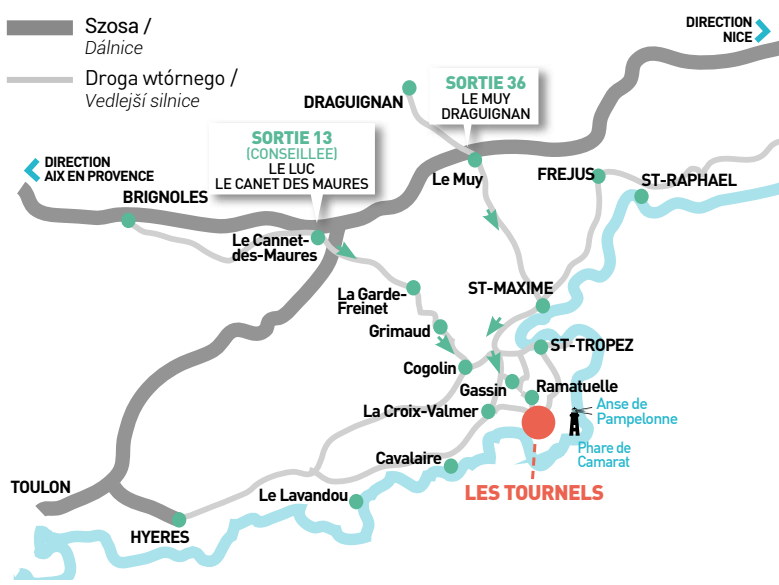 Szosa /
Dálnice
Droga wtórnego /
Vedlejší silnice
DIRECTION
NICE
SORTIE 36
LE MUY
DRAGUIGNAN
DRAGUIGNAN
SORTIE 13
(CONSEILLEE)
LE LUC
LE CANET DES MAURES
DIRECTION
AIX EN PROVENCE
BRIGNOLES
Le Muy
FREJUS
ST-RAPHAEL
Le Cannet-
des-Maures
La Garde-
Freinet
ST-MAXIME
Grimaud
ST-TROPEZ
Cogolin
Gassin
Ramatuelle
La Croix-Valmer
Anse de
Pampelonne
Phare de
Camarat
Cavalaire
LES TOURNELS
Le Lavandou
TOULON
HYERES